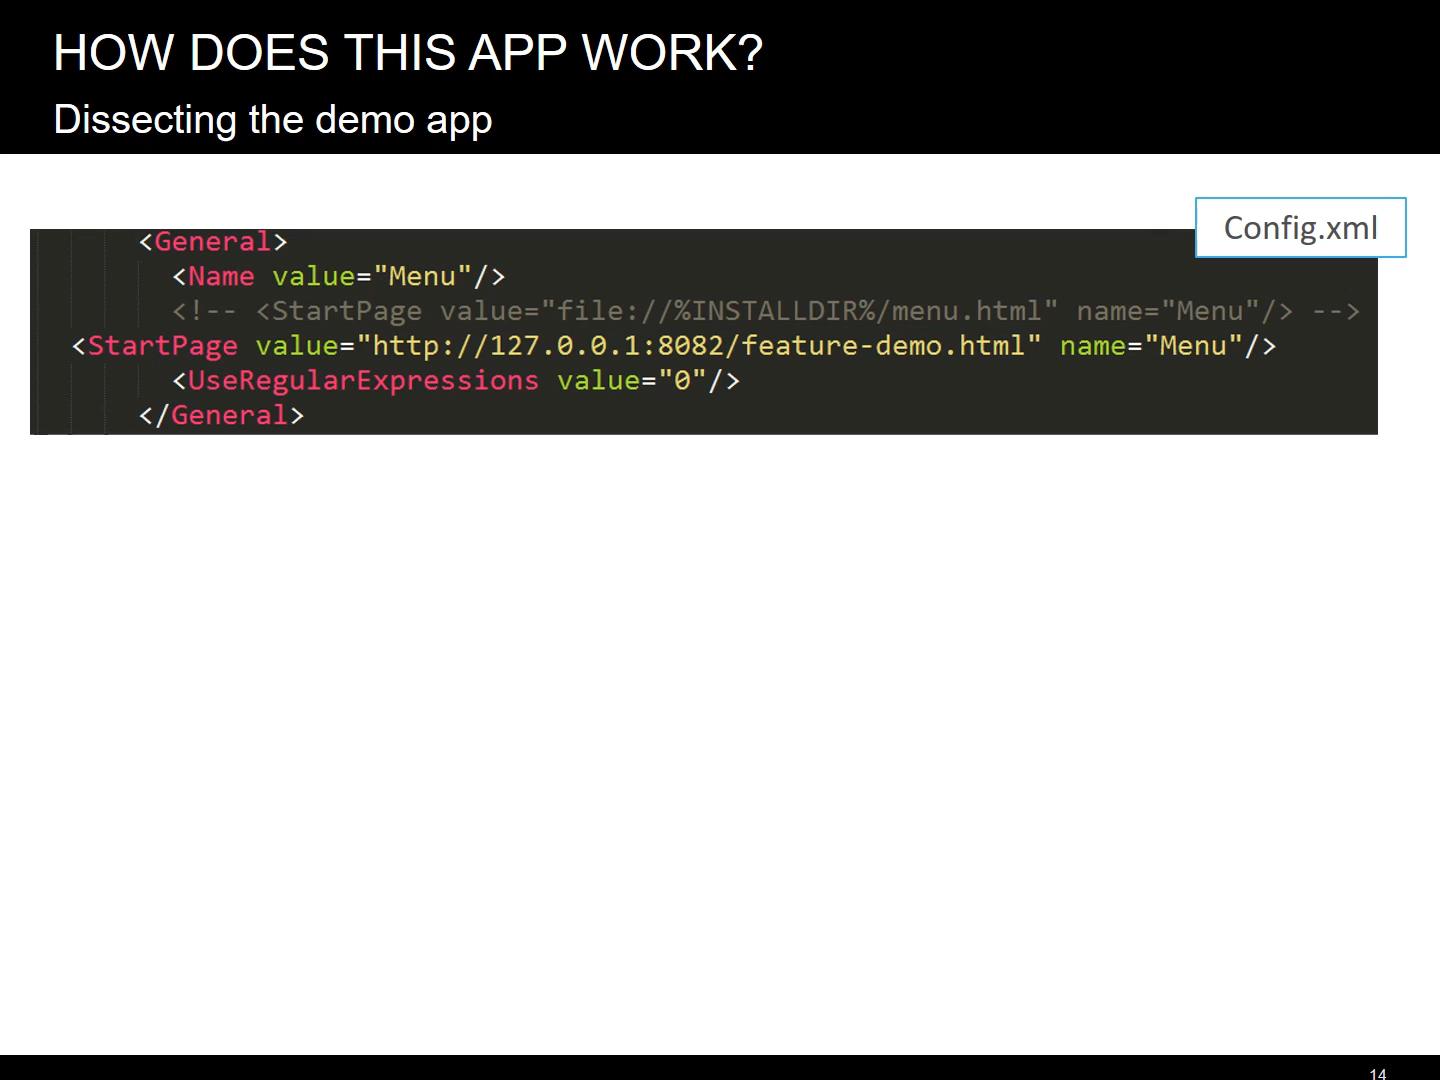 HOW DOES THIS APP WORK?
Dissecting the demo app
Config.xml
<General>
<Name value="Menu"/>
<!-- <StartPage value="file://%INSTALLDIR%/menu.html" name="Menu"/> -->
<StartPage value="http://127.0.0.1:8082/feature-demo.html" name="Menu"/>
<UseRegularExpressions value="0"/>
</General>
14